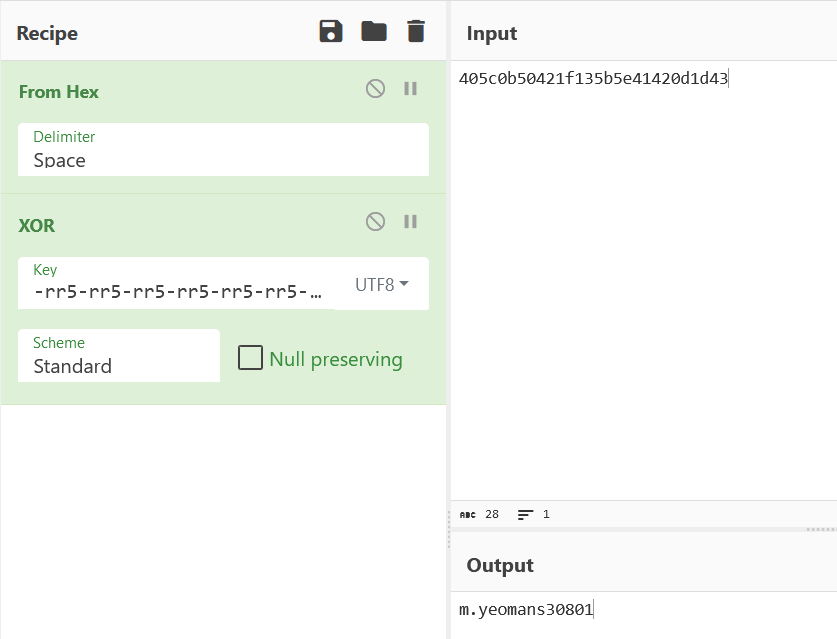 Recipe
From Hex
Delimiter
Space
XOR
Key
-rr5-rr5-rr5-rr5-rr5-rr5-…
UTF8
Scheme
Standard
Null preserving
Input
405c0b50421f135b5e41420d1d43
ABC 28 1
Output
m.yeomans30801